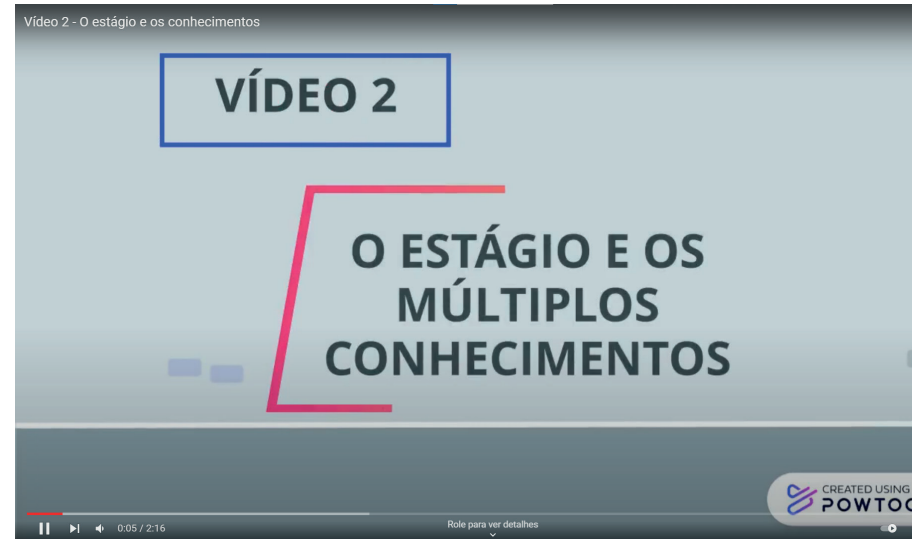 Vídeo 2 - O estágio e os conhecimentos
VÍDEO 2
O ESTÁGIO E OS
MÚLTIPLOS
CONHECIMENTOS
CREATED USING
0:05 / 2:16
Role para ver detalhes